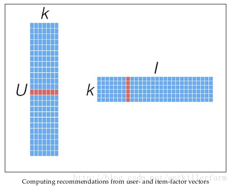 k
I
U
k
Computing recommendations from user- and item-factor vectors